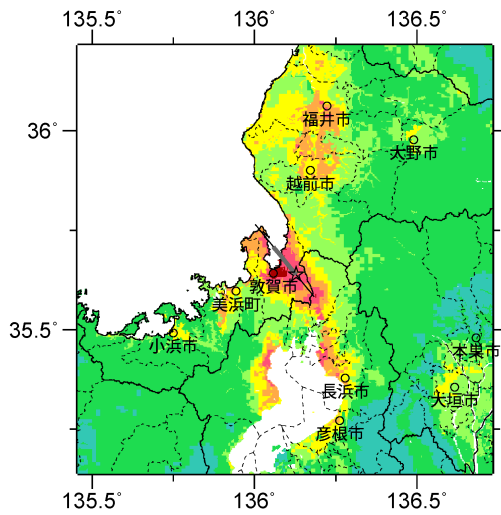 135.5° 136° 136.5°
36°
福井市
大野市
越前市
敦賀市
美浜町
35.5°
小浜市
本巣市
長浜市
大垣市
彦根市
135.5° 136° 136.5°